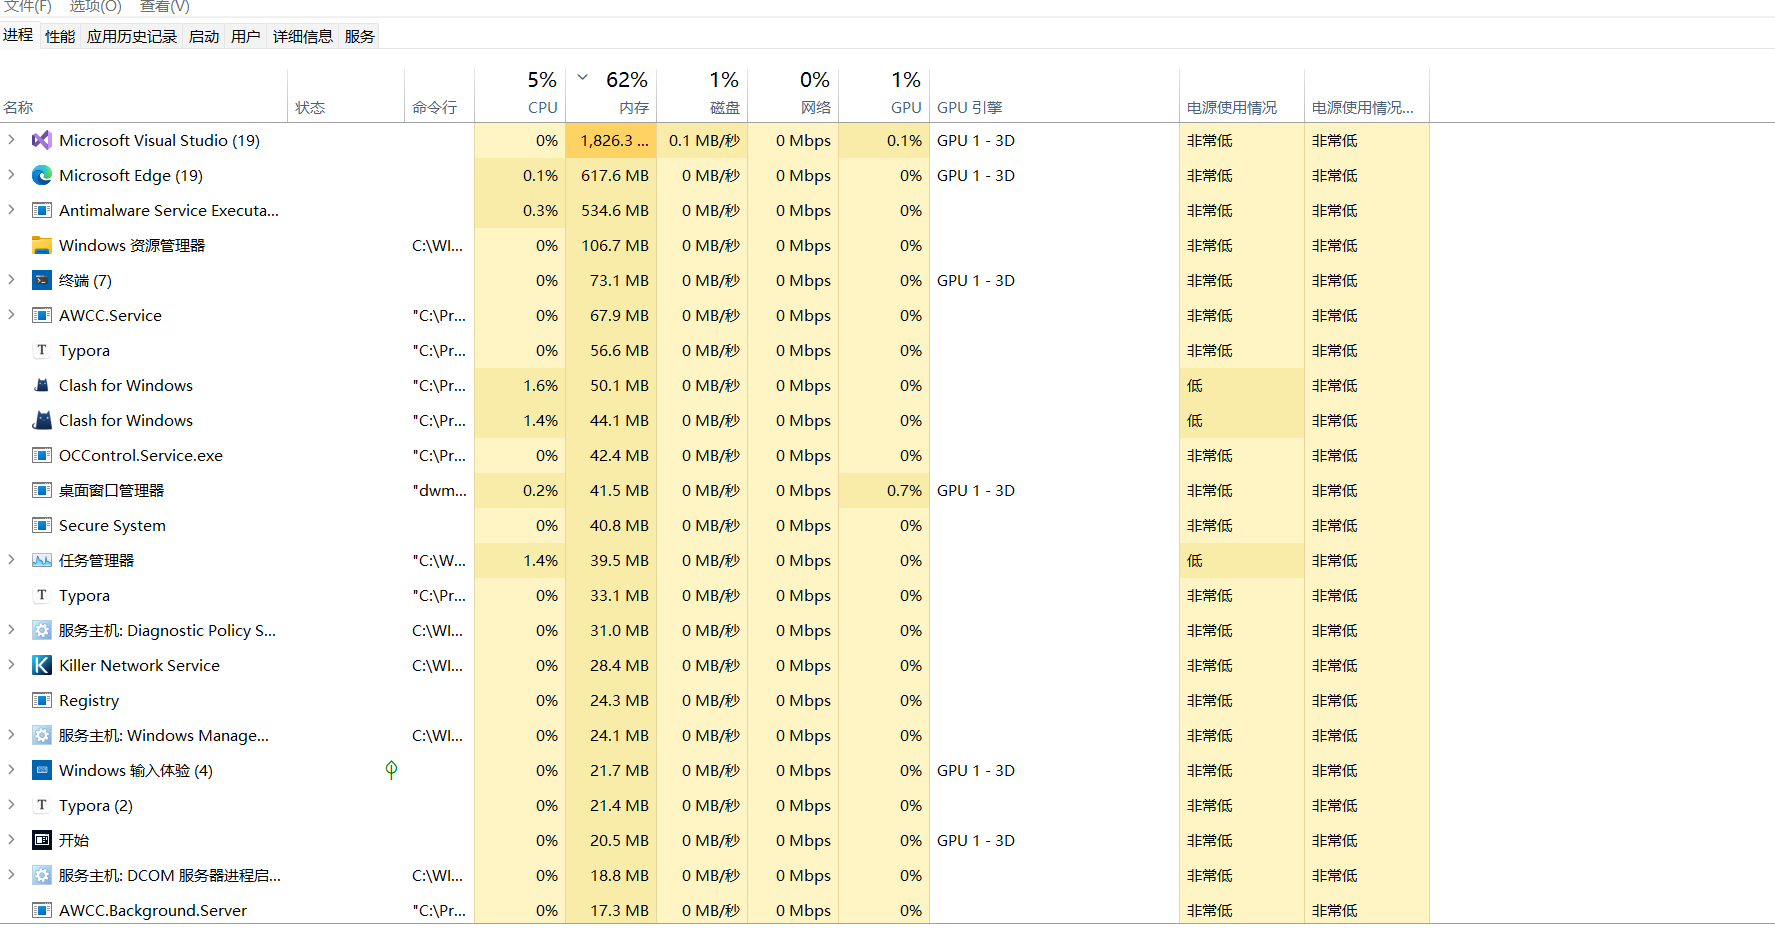 文件(F) 选项(O) 查看(V)
进程 性能 应用历史记录 启动 用户 详细信息 服务
5% 62% 1% 0% 1%
名称 状态 命令行 CPU 内存 磁盘 网络 GPU GPU 引擎 电源使用情况 电源使用情况...
Microsoft Visual Studio (19) 0% 1,826.3 ... 0.1 MB/秒 0 Mbps 0.1% GPU 1 - 3D 非常低 非常低
Microsoft Edge (19) 0.1% 617.6 MB 0 MB/秒 0 Mbps 0% GPU 1 - 3D 非常低 非常低
Antimalware Service Executa... 0.3% 534.6 MB 0 MB/秒 0 Mbps 0% 非常低 非常低
Windows 资源管理器 C:\WI... 0% 106.7 MB 0 MB/秒 0 Mbps 0% 非常低 非常低
终端 (7) 0% 73.1 MB 0 MB/秒 0 Mbps 0% GPU 1 - 3D 非常低 非常低
AWCC.Service "C:\Pr... 0% 67.9 MB 0 MB/秒 0 Mbps 0% 非常低 非常低
T Typora "C:\Pr... 0% 56.6 MB 0 MB/秒 0 Mbps 0% 非常低 非常低
Clash for Windows "C:\Pr... 1.6% 50.1 MB 0 MB/秒 0 Mbps 0% 低 非常低
Clash for Windows "C:\Pr... 1.4% 44.1 MB 0 MB/秒 0 Mbps 0% 低 非常低
OCControl.Service.exe "C:\Pr... 0% 42.4 MB 0 MB/秒 0 Mbps 0% 非常低 非常低
桌面窗口管理器 "dwm... 0.2% 41.5 MB 0 MB/秒 0 Mbps 0.7% GPU 1 - 3D 非常低 非常低
Secure System 0% 40.8 MB 0 MB/秒 0 Mbps 0% 非常低 非常低
任务管理器 "C:\W... 1.4% 39.5 MB 0 MB/秒 0 Mbps 0% 低 非常低
T Typora "C:\Pr... 0% 33.1 MB 0 MB/秒 0 Mbps 0% 非常低 非常低
服务主机: Diagnostic Policy S... C:\WI... 0% 31.0 MB 0 MB/秒 0 Mbps 0% 非常低 非常低
K Killer Network Service C:\WI... 0% 28.4 MB 0 MB/秒 0 Mbps 0% 非常低 非常低
Registry 0% 24.3 MB 0 MB/秒 0 Mbps 0% 非常低 非常低
服务主机: Windows Manage... C:\WI... 0% 24.1 MB 0 MB/秒 0 Mbps 0% 非常低 非常低
Windows 输入体验 (4) 0% 21.7 MB 0 MB/秒 0 Mbps 0% GPU 1 - 3D 非常低 非常低
T Typora (2) 0% 21.4 MB 0 MB/秒 0 Mbps 0% 非常低 非常低
开始 0% 20.5 MB 0 MB/秒 0 Mbps 0% GPU 1 - 3D 非常低 非常低
服务主机: DCOM 服务器进程启... C:\WI... 0% 18.8 MB 0 MB/秒 0 Mbps 0% 非常低 非常低
AWCC.Background.Server "C:\Pr... 0% 17.3 MB 0 MB/秒 0 Mbps 0% 非常低 非常低